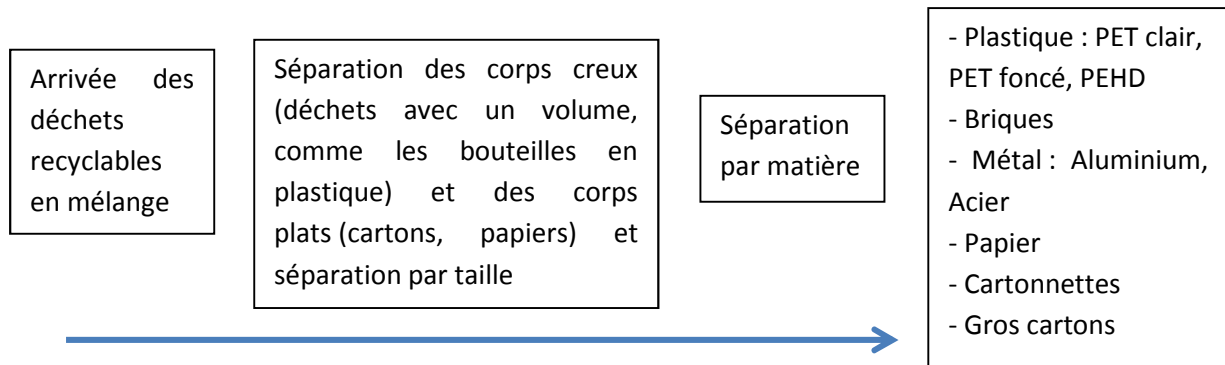 Arrivée des
déchets
recyclables
en mélange
Séparation des corps creux
(déchets avec un volume,
comme les bouteilles en
plastique) et des corps
plats (cartons, papiers) et
séparation par taille
Séparation
par matière
- Plastique : PET clair,
PET foncé, PEHD
- Briques
- Métal : Aluminium,
Acier
- Papier
- Cartonnettes
- Gros cartons